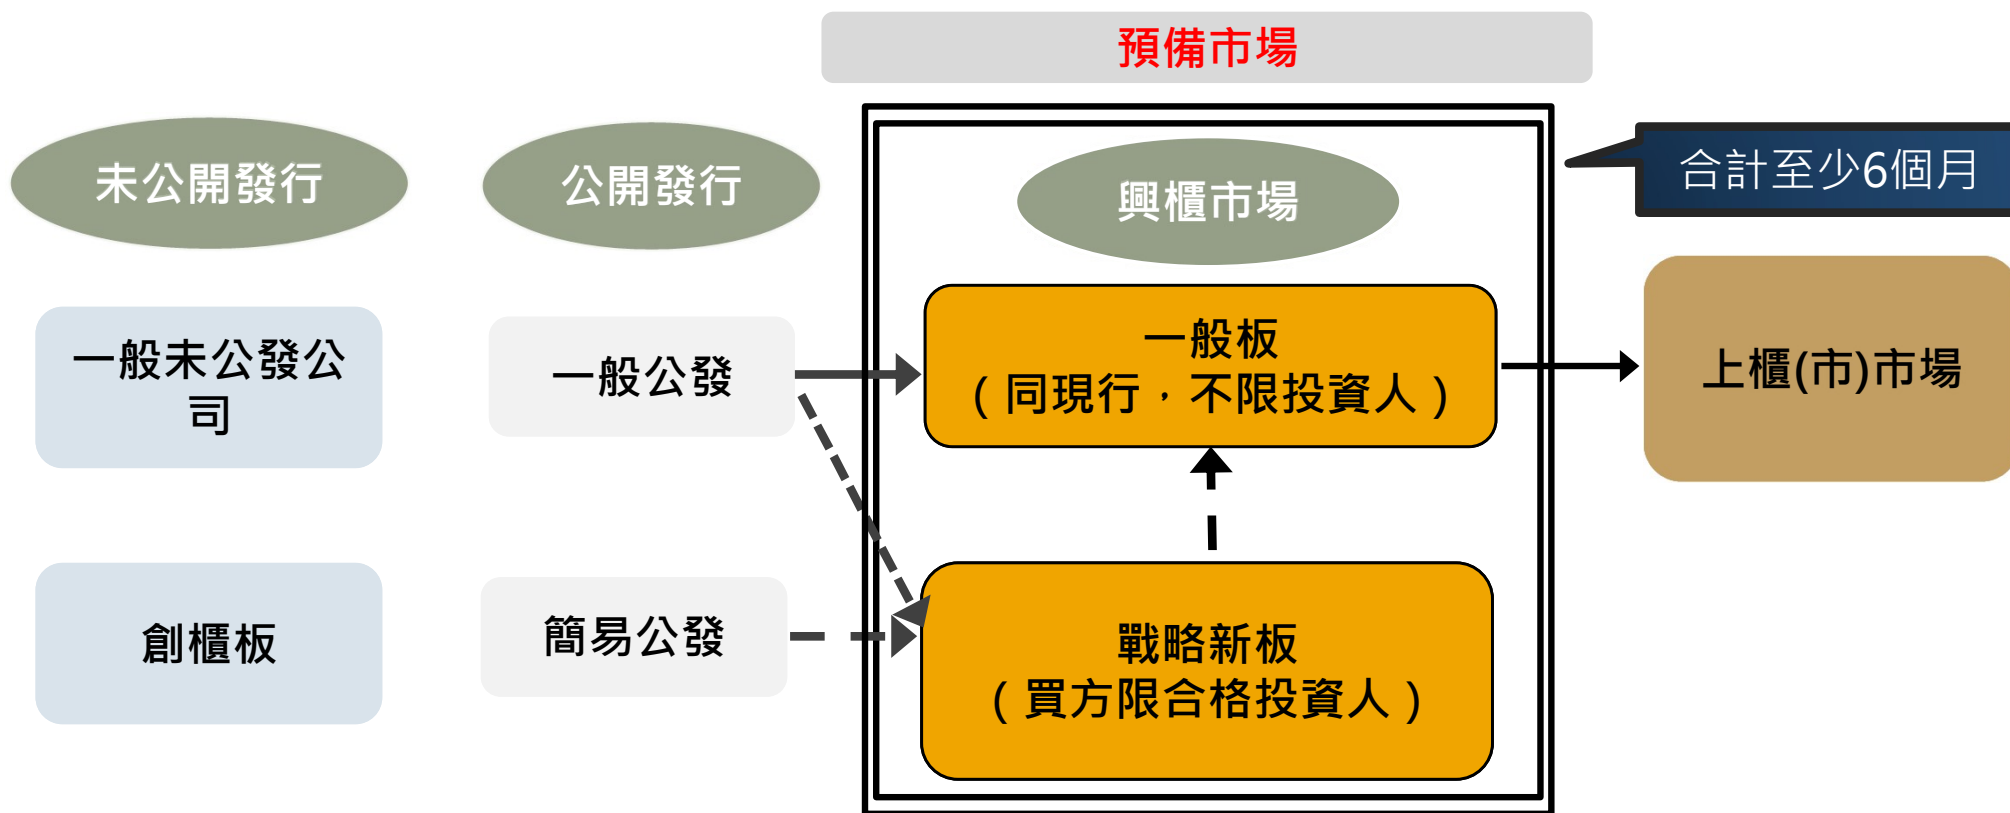 預備市場
未公開發行
公開發行
興櫃市場
合計至少6個月
一般未公發公
司
一般公發
一般板
（同現行，不限投資人）
上櫃(市)市場
創櫃板
簡易公發
戰略新板
（買方限合格投資人）